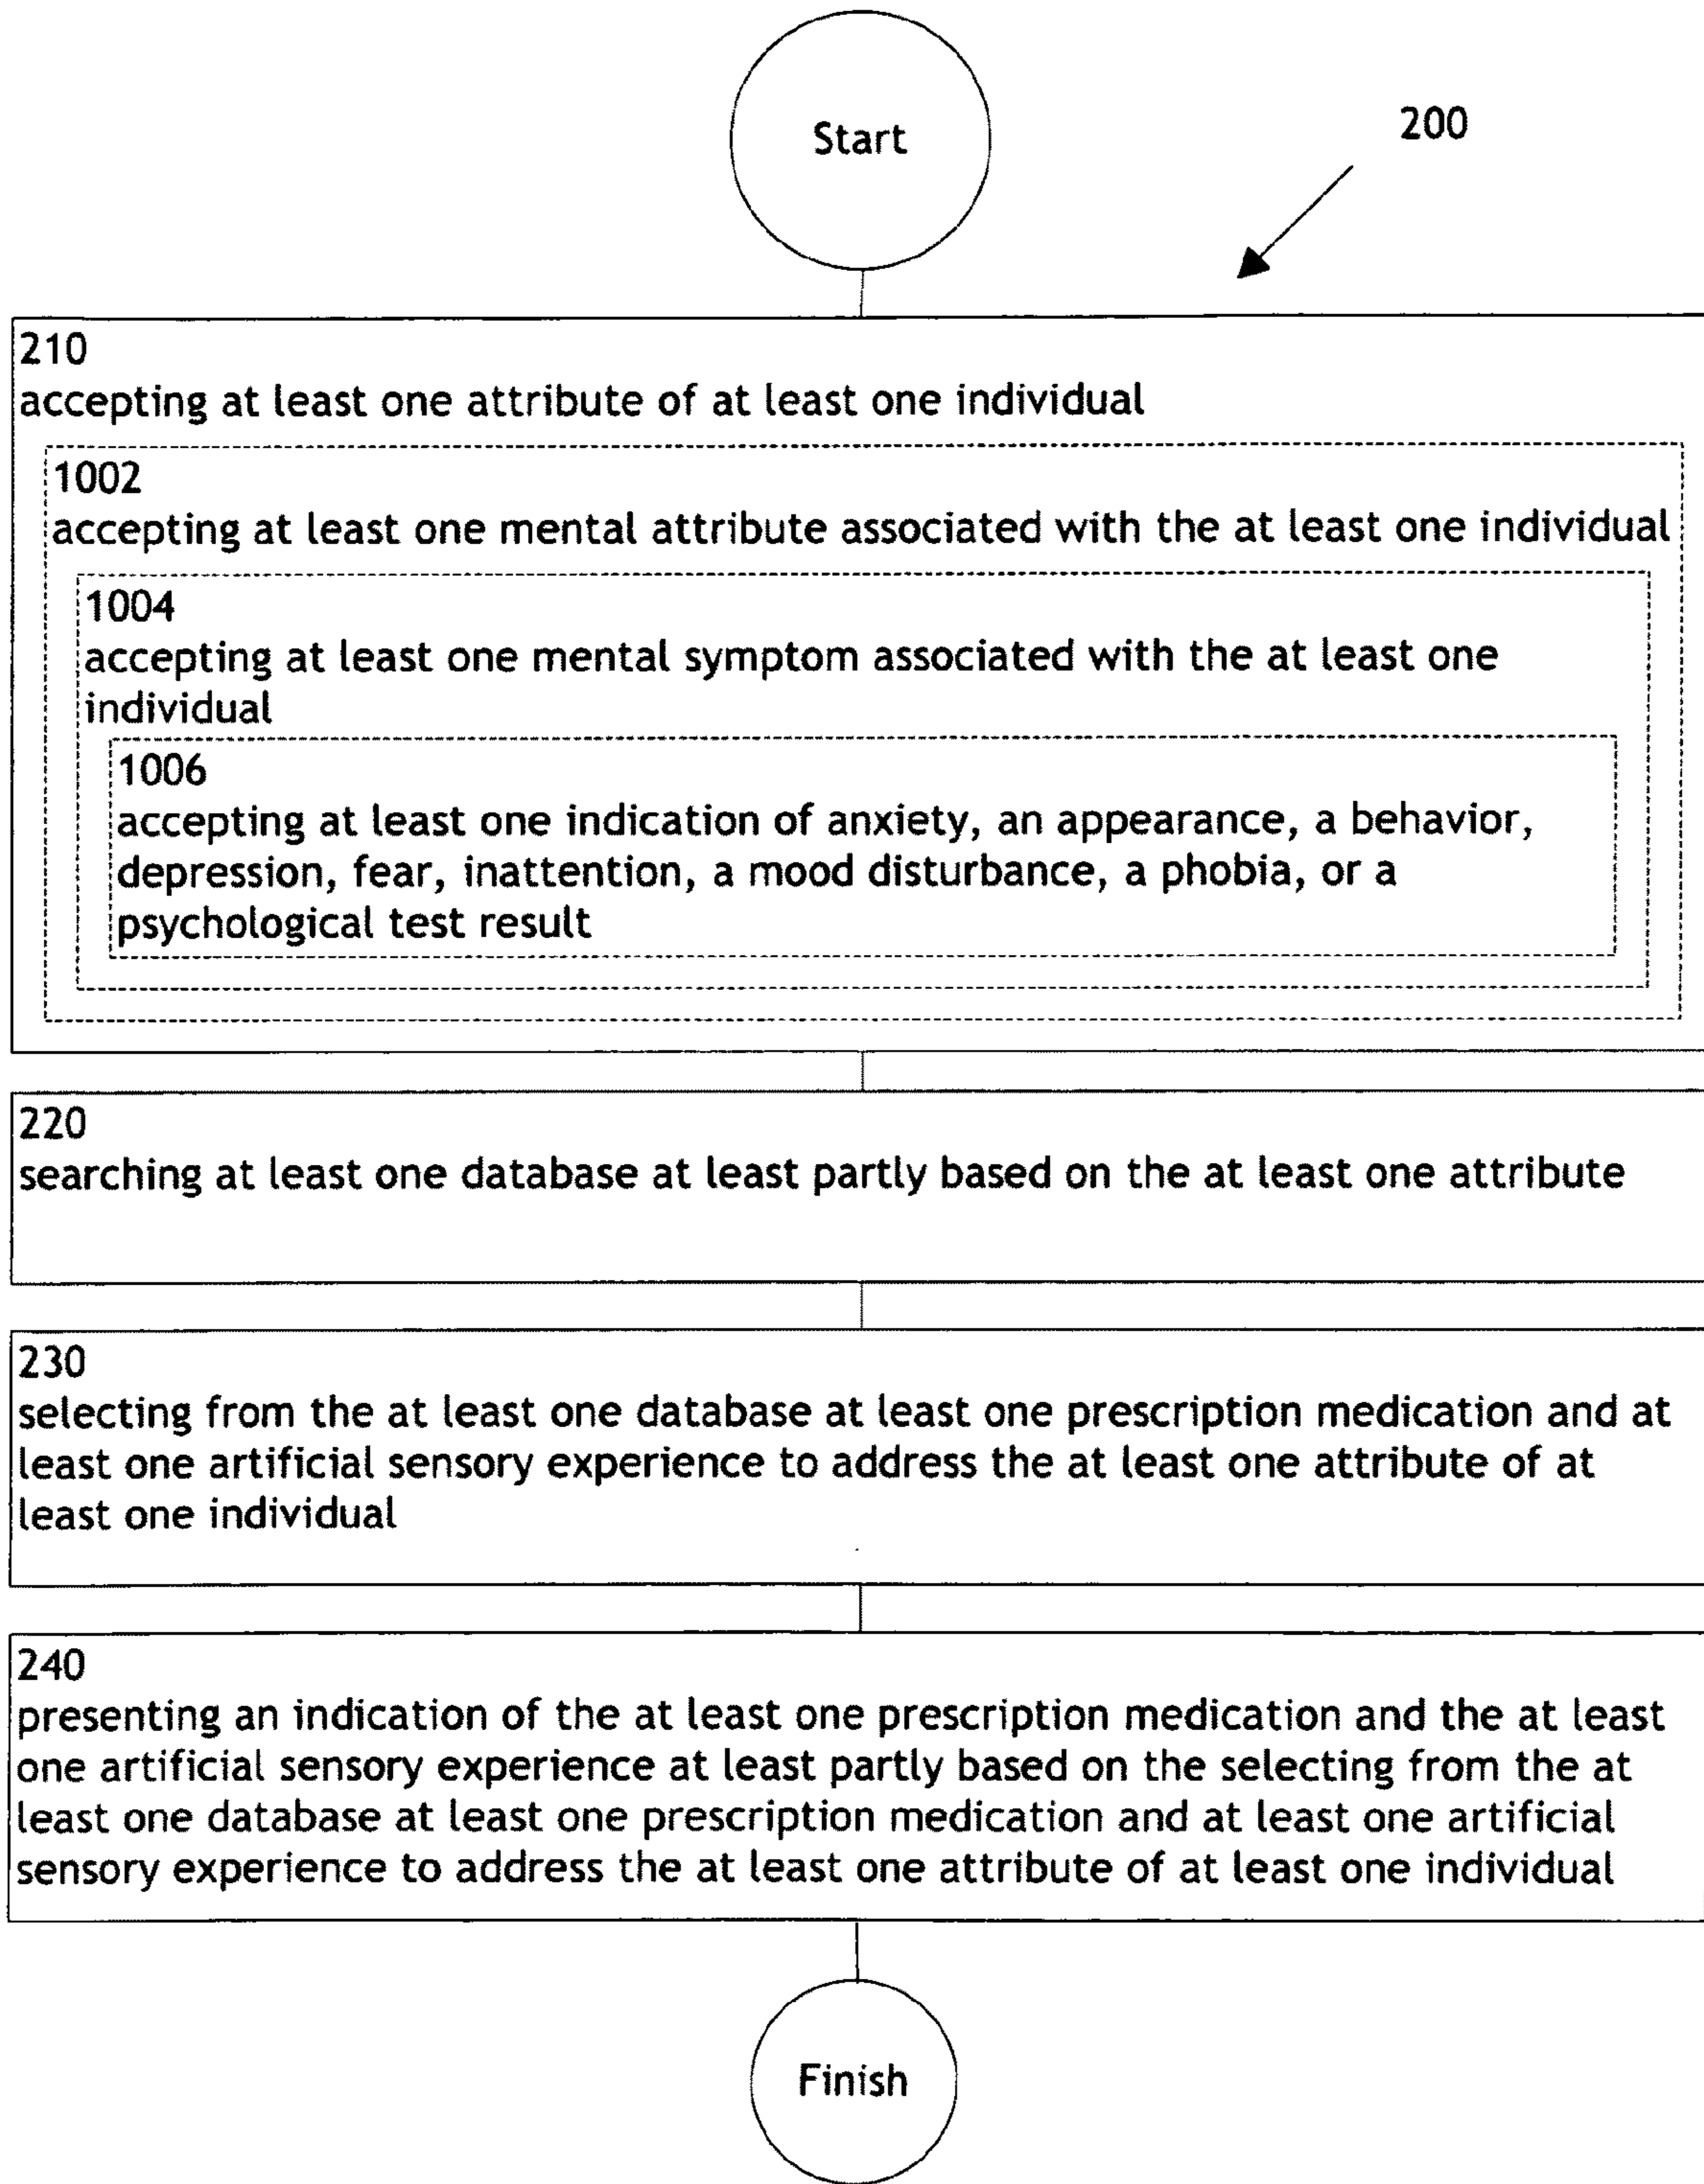 Start
200
210
accepting at least one attribute of at least one individual
1002
accepting at least one mental attribute associated with the at least one individual
1004
accepting at least one mental symptom associated with the at least one
individual
1006
accepting at least one indication of anxiety, an appearance, a behavior,
depression, fear, inattention, a mood disturbance, a phobia, or a
psychological test result
220
searching at least one database at least partly based on the at least one attribute
230
selecting from the at least one database at least one prescription medication and at
least one artificial sensory experience to address the at least one attribute of at
least one individual
240
presenting an indication of the at least one prescription medication and the at least
one artificial sensory experience at least partly based on the selecting from the at
least one database at least one prescription medication and at least one artificial
sensory experience to address the at least one attribute of at least one individual
Finish